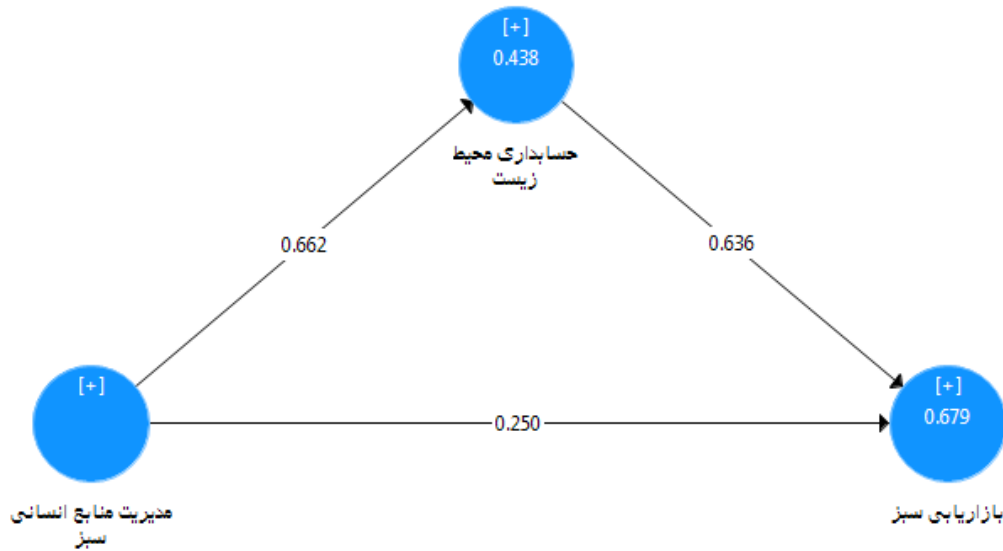 [+]
0.438
حسابداری محیط
زیست
0.662
0.636
[+]
[+]
0.250
0.679
مدیریت منابع انسانی
سبز
بازاریابی سبز